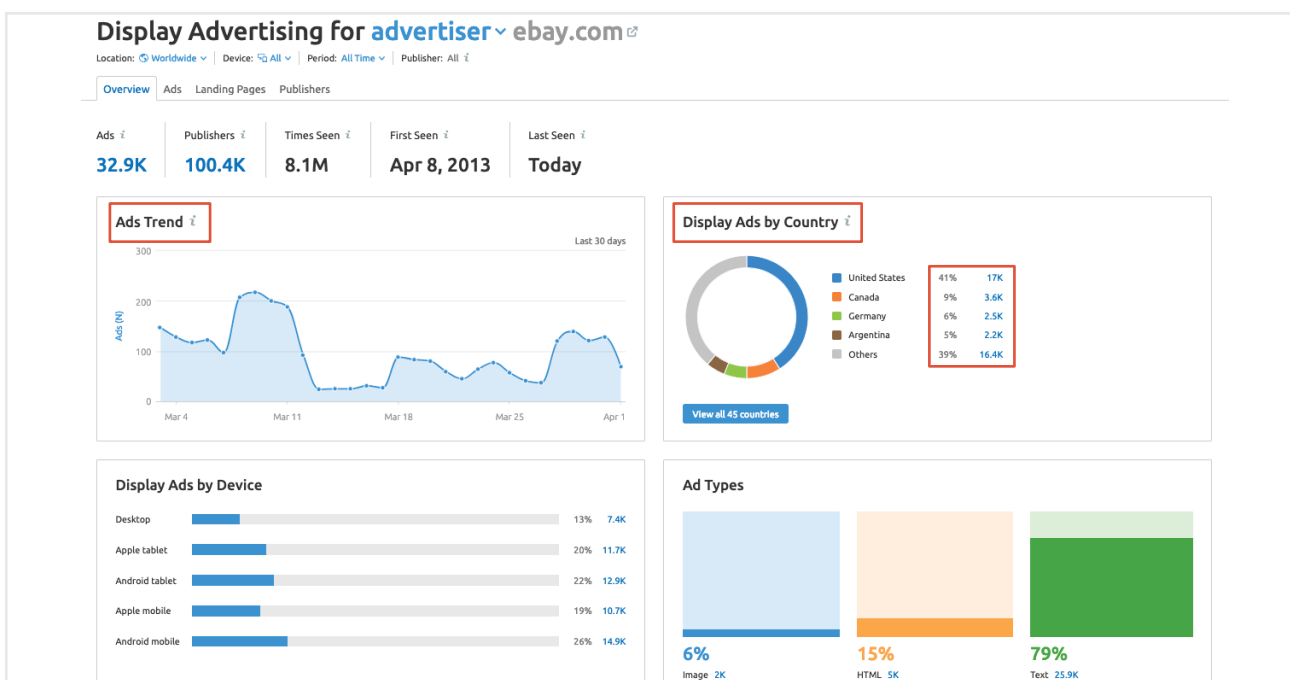 Display Advertising for advertiser ebay.com
Location: Worldwide Device: All Period: All Time Publisher: All i
Overview Ads Landing Pages Publishers
Ads i Publishers i Times Seen i First Seen i Last Seen i
32.9K 100.4K 8.1M Apr 8, 2013 Today
Ads Trend i
Last 30 days
300
200
100
0
Ads (N)
Mar 4 Mar 11 Mar 18 Mar 25 Apr 1
Display Ads by Country i
United States 41% 17K
Canada 9% 3.6K
Germany 6% 2.5K
Argentina 5% 2.2K
Others 39% 16.4K
View all 45 countries
Display Ads by Device
Desktop 13% 7.4K
Apple tablet 20% 11.7K
Android tablet 22% 12.9K
Apple mobile 19% 10.7K
Android mobile 26% 14.9K
Ad Types
6% 15% 79%
Image 2K HTML 5K Text 25.9K